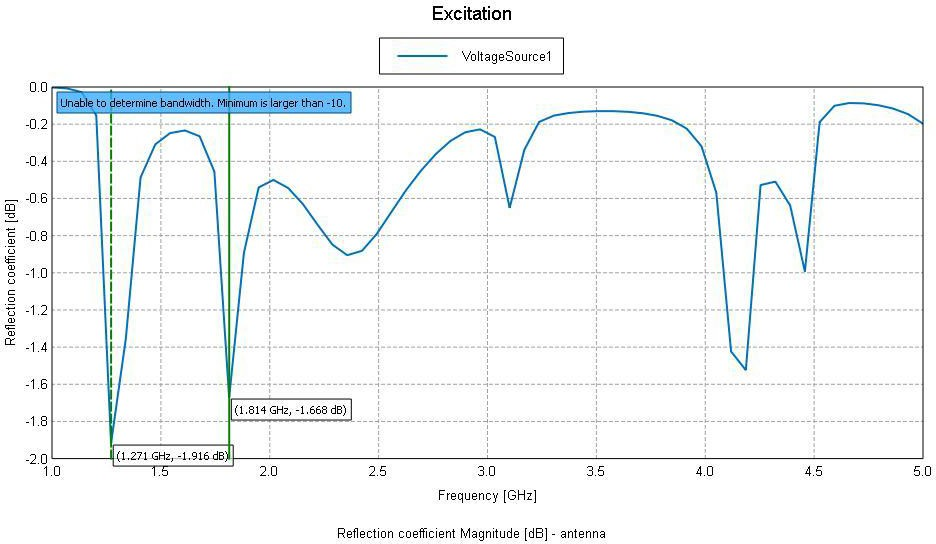 Excitation
VoltageSource1
Unable to determine bandwidth. Minimum is larger than -10.
0.0
-0.2
-0.4
-0.6
-0.8
-1.0
-1.2
-1.4
-1.6
-1.8
-2.0
Reflection coefficient [dB]
(1.814 GHz, -1.668 dB)
(1.271 GHz, -1.916 dB)
1.0 1.5 2.0 2.5 3.0 3.5 4.0 4.5 5.0
Frequency [GHz]
Reflection coefficient Magnitude [dB] - antenna